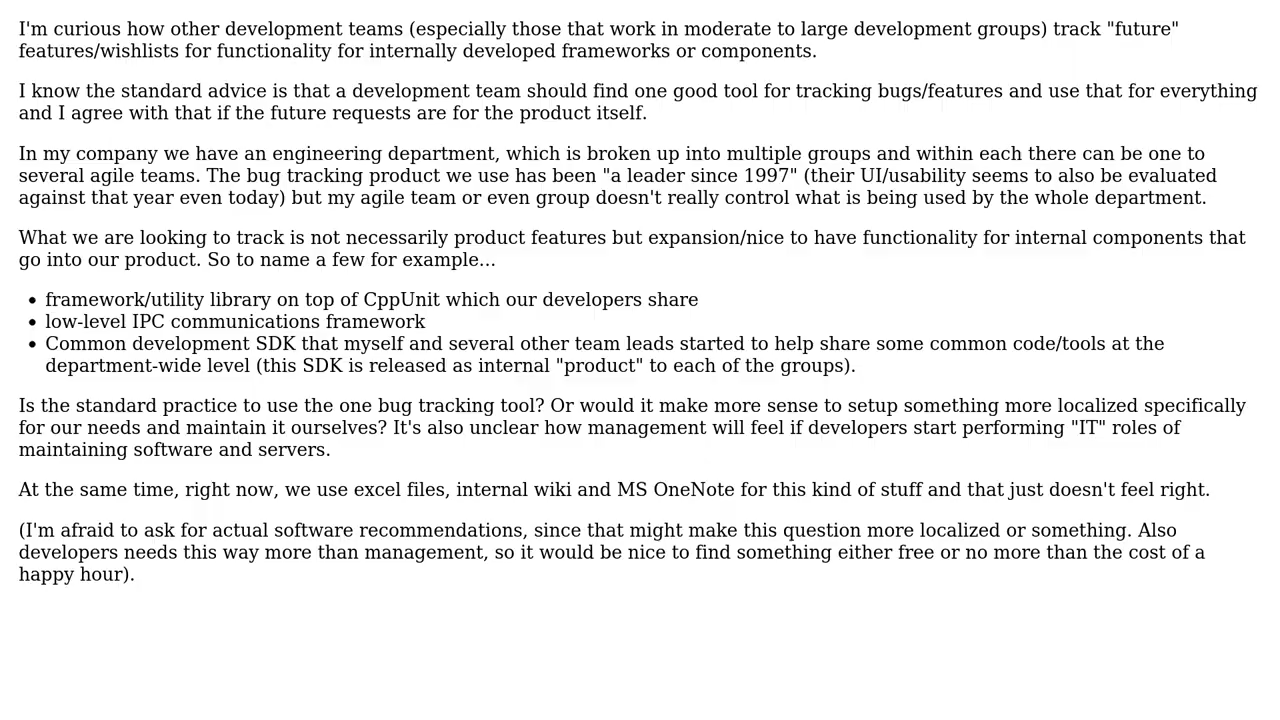 I'm curious how other development teams (especially those that work in moderate to large development groups) track "future"
features/wishlists for functionality for internally developed frameworks or components.
I know the standard advice is that a development team should find one good tool for tracking bugs/features and use that for everything
and I agree with that if the future requests are for the product itself.
In my company we have an engineering department, which is broken up into multiple groups and within each there can be one to
several agile teams. The bug tracking product we use has been "a leader since 1997" (their UI/usability seems to also be evaluated
against that year even today) but my agile team or even group doesn't really control what is being used by the whole department.
What we are looking to track is not necessarily product features but expansion/nice to have functionality for internal components that
go into our product. So to name a few for example...
• framework/utility library on top of CppUnit which our developers share
• low-level IPC communications framework
• Common development SDK that myself and several other team leads started to help share some common code/tools at the
department-wide level (this SDK is released as internal "product" to each of the groups).
Is the standard practice to use the one bug tracking tool? Or would it make more sense to setup something more localized specifically
for our needs and maintain it ourselves? It's also unclear how management will feel if developers start performing "IT" roles of
maintaining software and servers.
At the same time, right now, we use excel files, internal wiki and MS OneNote for this kind of stuff and that just doesn't feel right.
(I'm afraid to ask for actual software recommendations, since that might make this question more localized or something. Also
developers needs this way more than management, so it would be nice to find something either free or no more than the cost of a
happy hour).